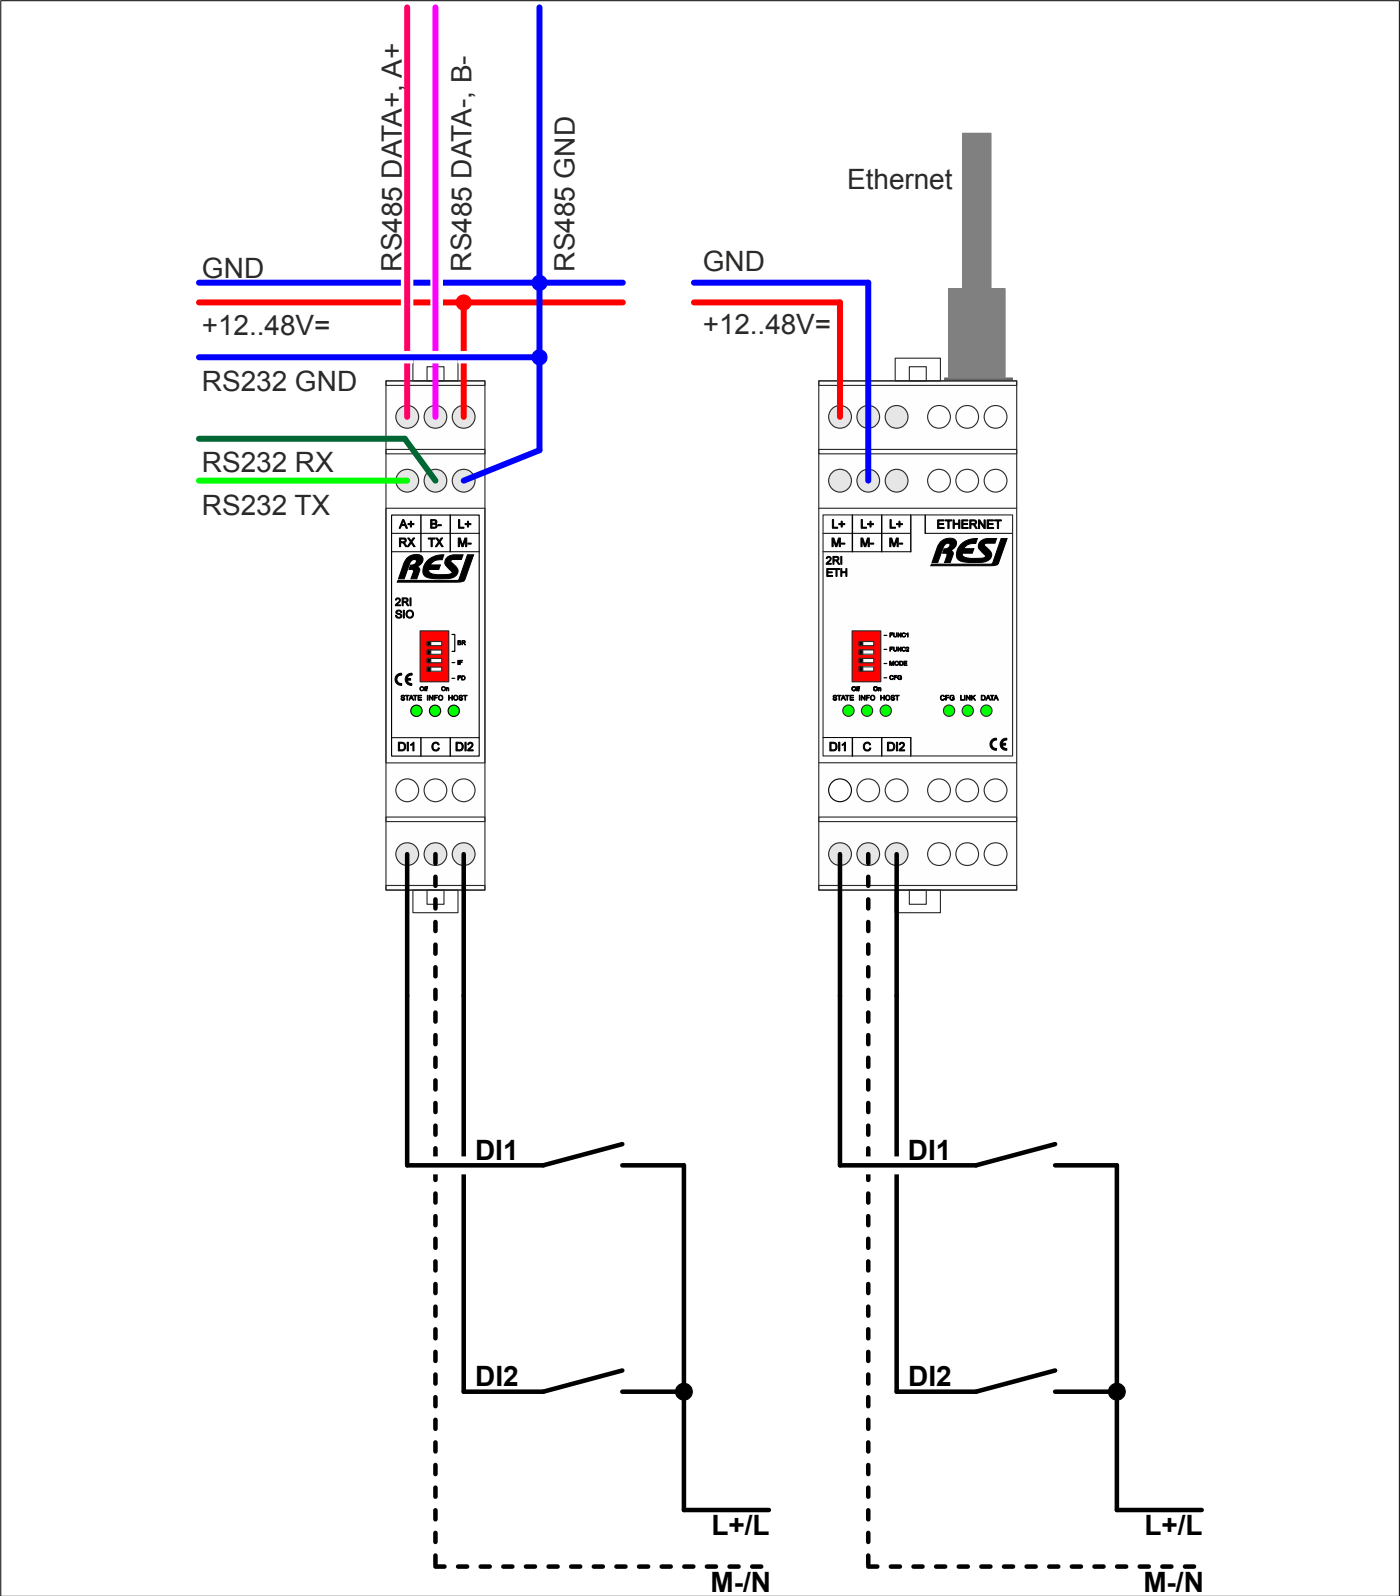 RS485 DATA+, A+
RS485 DATA-, B-
RS485 GND
Ethernet
GND
+12..48V=
RS232 GND
RS232 RX
RS232 TX
GND
+12..48V=
A+ B- L+
RX TX M-
RESI
2RI
SIO
BR
IF
FD
Off On
STATE INFO HOST
DI1 C DI2
L+ L+ L+ ETHERNET
M- M- M-
RESI
2RI
ETH
FUNC1
FUNC2
MODE
CFG
Off On
STATE INFO HOST
CFG LINK DATA
DI1 C DI2
CE
CE
DI1
DI2
L+/L
M-/N
DI1
DI2
L+/L
M-/N